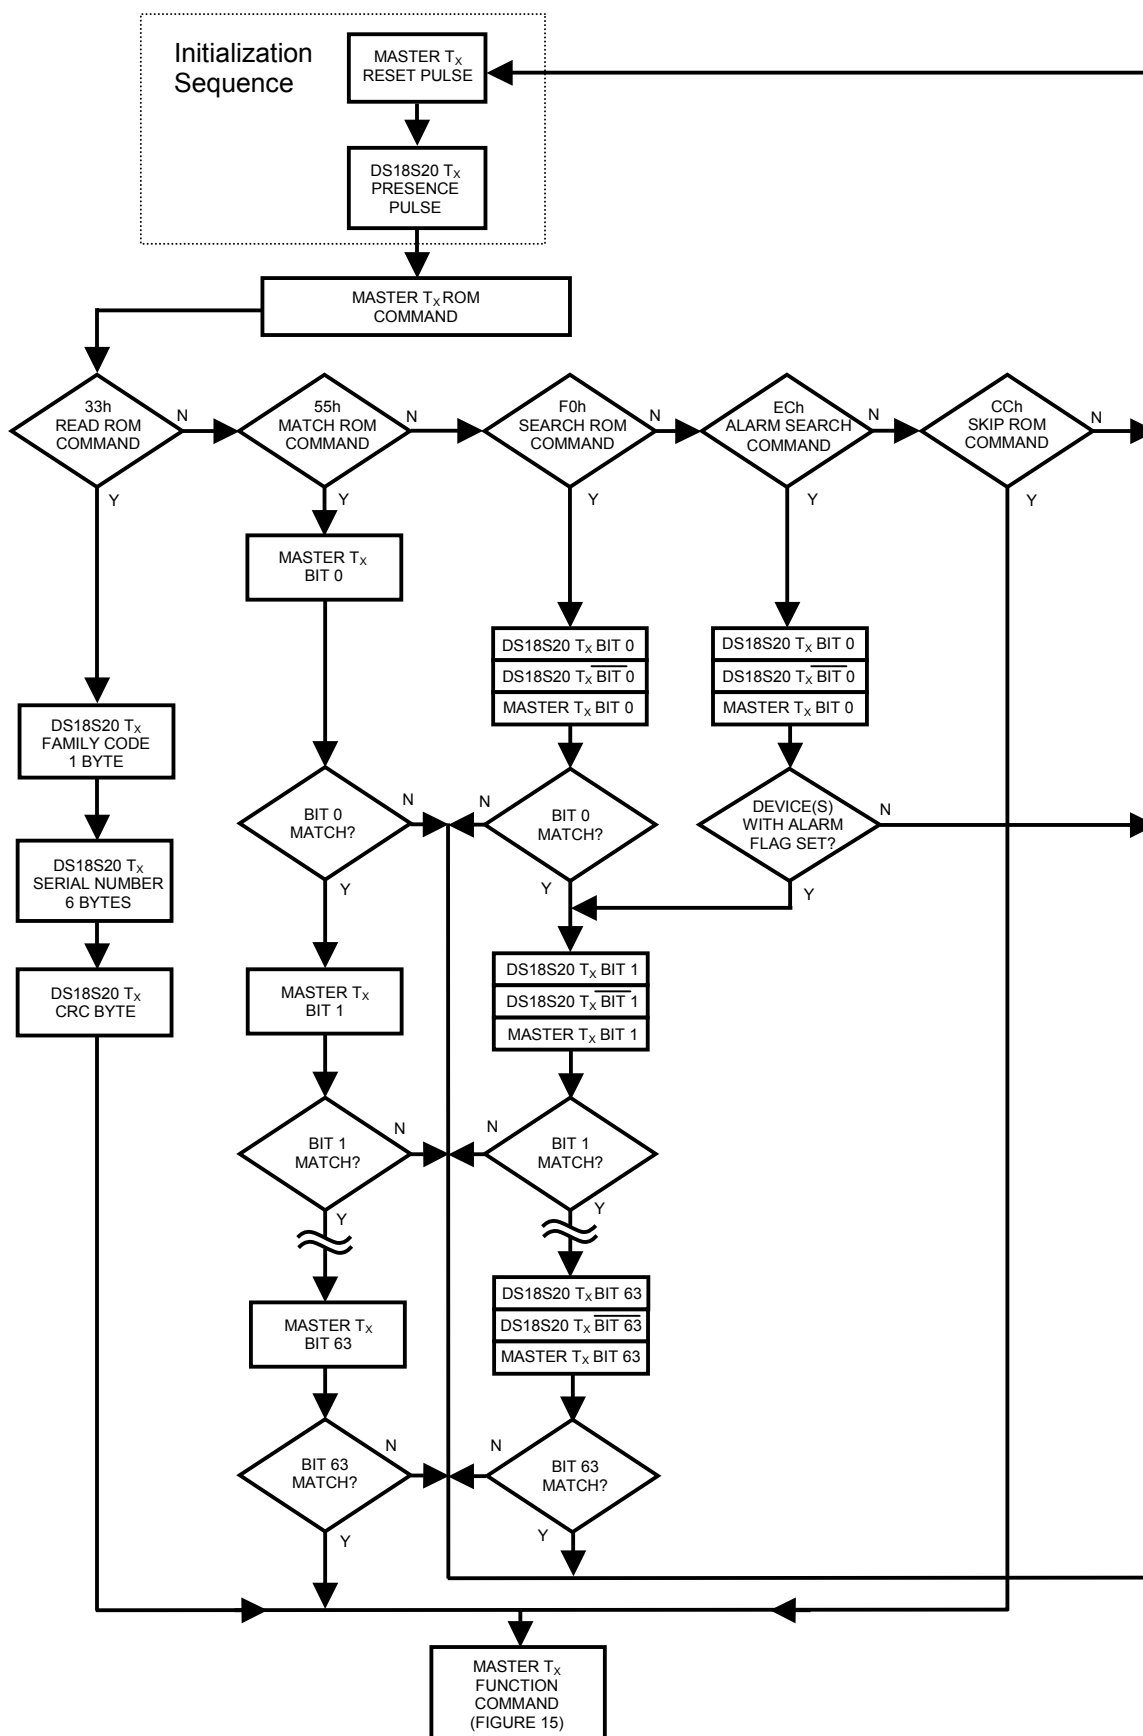 Initialization
Sequence
MASTER TX
RESET PULSE
DS18S20 TX
PRESENCE
PULSE
MASTER TX ROM
COMMAND
33h
READ ROM
COMMAND
N
Y
55h
MATCH ROM
COMMAND
N
Y
F0h
SEARCH ROM
COMMAND
N
Y
ECh
ALARM SEARCH
COMMAND
N
Y
CCh
SKIP ROM
COMMAND
N
Y
MASTER TX
BIT 0
DS18S20 TX BIT 0
DS18S20 TX BIT 0
MASTER TX BIT 0
DS18S20 TX BIT 0
DS18S20 TX BIT 0
MASTER TX BIT 0
DS18S20 TX
FAMILY CODE
1 BYTE
BIT 0
MATCH?
N
Y
N
BIT 0
MATCH?
Y
DEVICE(S)
WITH ALARM
FLAG SET?
N
Y
DS18S20 TX
SERIAL NUMBER
6 BYTES
DS18S20 TX
CRC BYTE
MASTER TX
BIT 1
DS18S20 TX BIT 1
DS18S20 TX BIT 1
MASTER TX BIT 1
BIT 1
MATCH?
N
Y
N
BIT 1
MATCH?
Y
MASTER TX
BIT 63
DS18S20 TX BIT 63
DS18S20 TX BIT 63
MASTER TX BIT 63
BIT 63
MATCH?
N
Y
N
BIT 63
MATCH?
Y
MASTER TX
FUNCTION
COMMAND
(FIGURE 15)